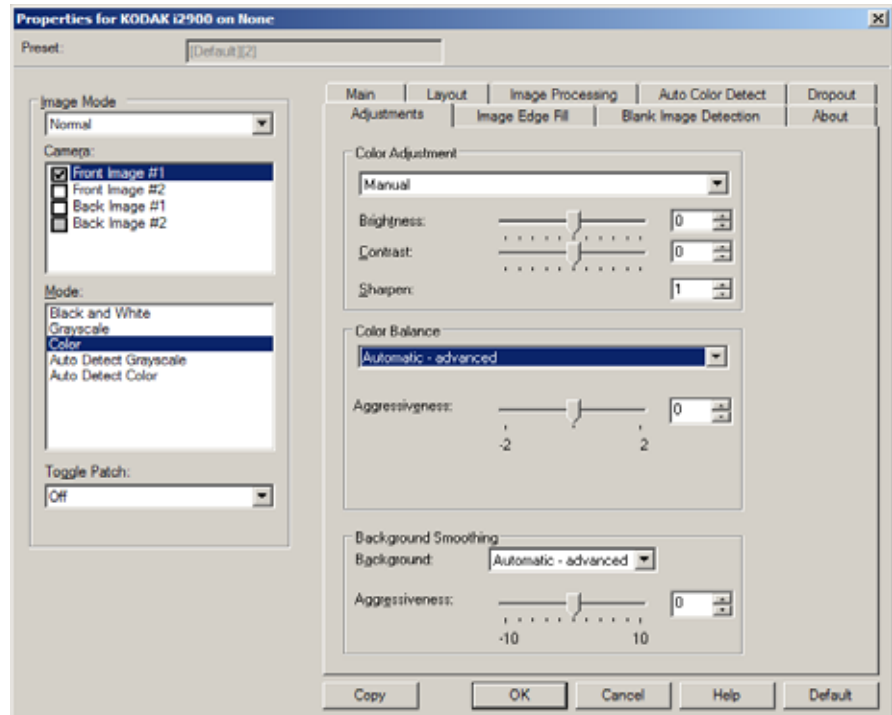 Properties for KODAK i2900 on None
Preset:
[Default][2]
Image Mode
Normal
Camera:
Front Image #1
Front Image #2
Back Image #1
Back Image #2
Mode:
Black and White
Grayscale
Color
Auto Detect Grayscale
Auto Detect Color
Toggle Patch:
Off
Main Layout Image Processing Auto Color Detect Dropout
Adjustments Image Edge Fill Blank Image Detection About
Color Adjustment
Manual
Brightness: 0
Contrast: 0
Sharpen: 1
Color Balance
Automatic - advanced
Aggressiveness: 0
-2 2
Background Smoothing
Background: Automatic - advanced
Aggressiveness: 0
-10 10
Copy OK Cancel Help Default